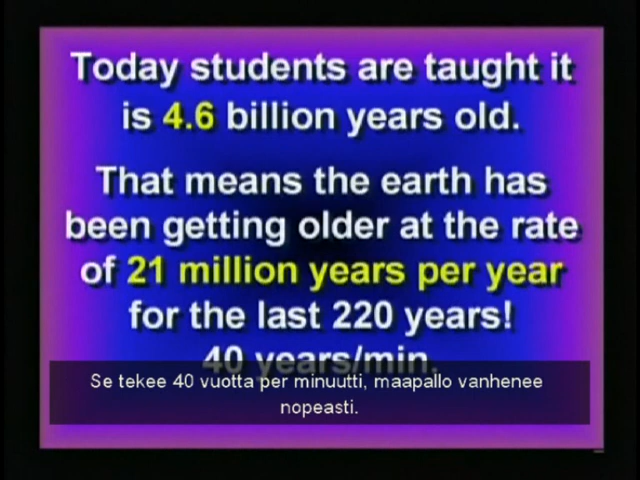 Today students are taught it
is 4.6 billion years old.
That means the earth has
been getting older at the rate
of 21 million years per year
for the last 220 years!
40 years/min.
Se tekee 40 vuotta per minuutti, maapallo vanhenee
nopeasti.